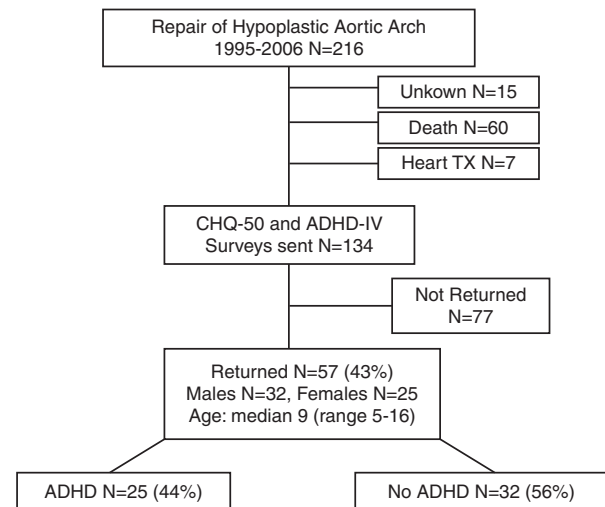 Repair of Hypoplastic Aortic Arch
1995-2006 N=216
Unkown N=15
Death N=60
Heart TX N=7
CHQ-50 and ADHD-IV
Surveys sent N=134
Not Returned
N=77
Returned N=57 (43%)
Males N=32, Females N=25
Age: median 9 (range 5-16)
ADHD N=25 (44%)
No ADHD N=32 (56%)